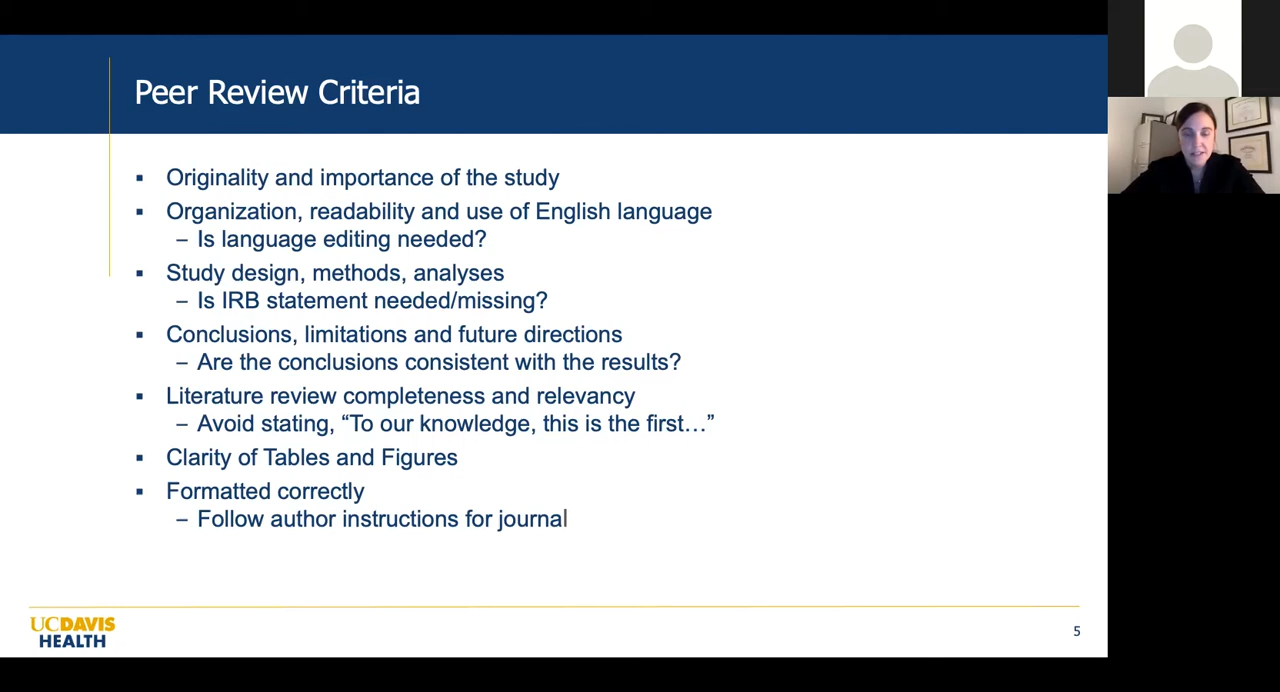 Peer Review Criteria
▪ Originality and importance of the study
▪ Organization, readability and use of English language
– Is language editing needed?
▪ Study design, methods, analyses
– Is IRB statement needed/missing?
▪ Conclusions, limitations and future directions
– Are the conclusions consistent with the results?
▪ Literature review completeness and relevancy
– Avoid stating, “To our knowledge, this is the first…”
▪ Clarity of Tables and Figures
▪ Formatted correctly
– Follow author instructions for journal
UCDAVIS
HEALTH
5